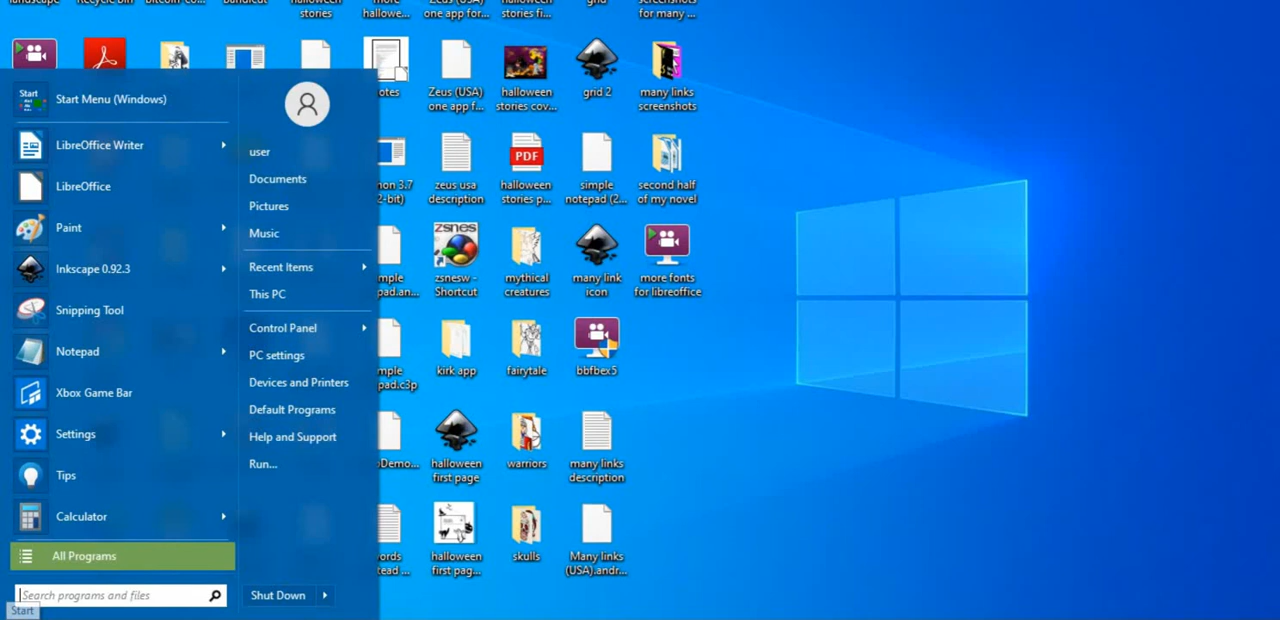 landscape
Recycle Bin
bandicut
halloween
stories
more
hallowe...
Zeus (USA)
one app for...
halloween
stories fi...
grid
screenshots
for many ...
otes
Zeus (USA)
one app f...
halloween
stories cov...
grid 2
many links
screenshots
hon 3.7
2-bit)
zeus usa
description
PDF
halloween
stories p...
simple
notepad (2...
second half
of my novel
mple
pad.an...
zsnes
zsnesw -
Shortcut
mythical
creatures
many link
icon
more fonts
for libreoffice
mple
pad.c3p
kirk app
fairytale
bbfbex5
oDemo...
halloween
first page
warriors
many links
description
ords
tead ...
halloween
first pag...
skulls
Many links
(USA).andr...
Start
Start Menu (Windows)
LibreOffice Writer
LibreOffice
Paint
Inkscape 0.92.3
Snipping Tool
Notepad
Xbox Game Bar
Settings
Tips
Calculator
All Programs
Search programs and files
Start
user
Documents
Pictures
Music
Recent Items
This PC
Control Panel
PC settings
Devices and Printers
Default Programs
Help and Support
Run...
Shut Down